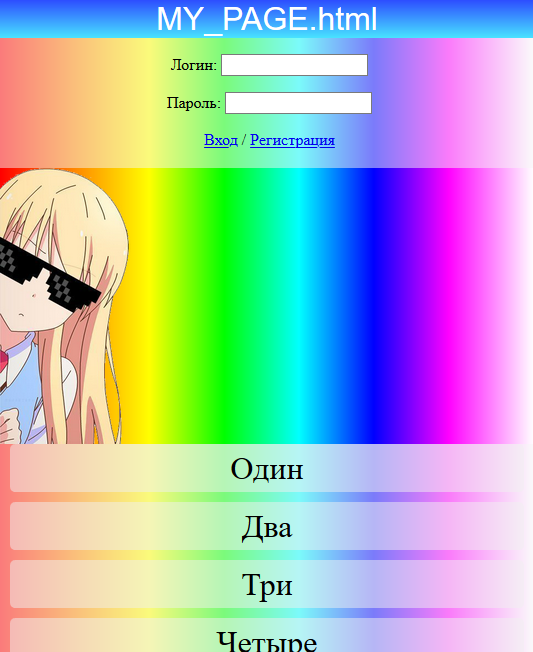 MY_PAGE.html
Логин:
Пароль:
Вход / Регистрация
Один
Два
Три
Четыре